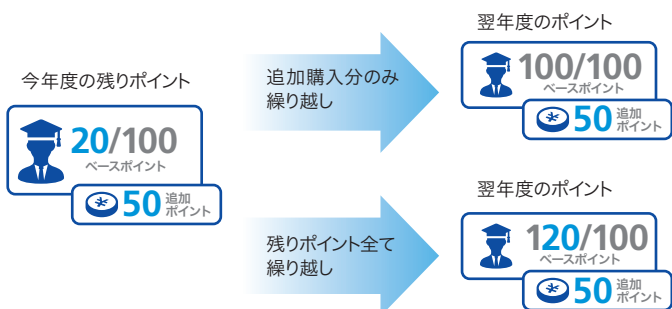 今年度の残りポイント
20/100
ベースポイント
50 追加
ポイント
追加購入分のみ
繰り越し
翌年度のポイント
100/100
ベースポイント
50 追加
ポイント
残りポイント全て
繰り越し
翌年度のポイント
120/100
ベースポイント
50 追加
ポイント